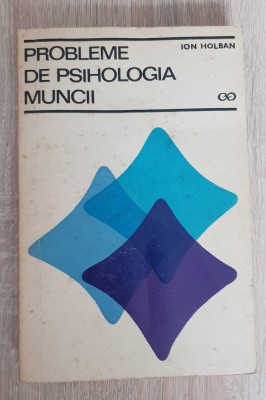 PROBLEME
ION HOLBAN
DE PSIHOLOGIA
MUNCII